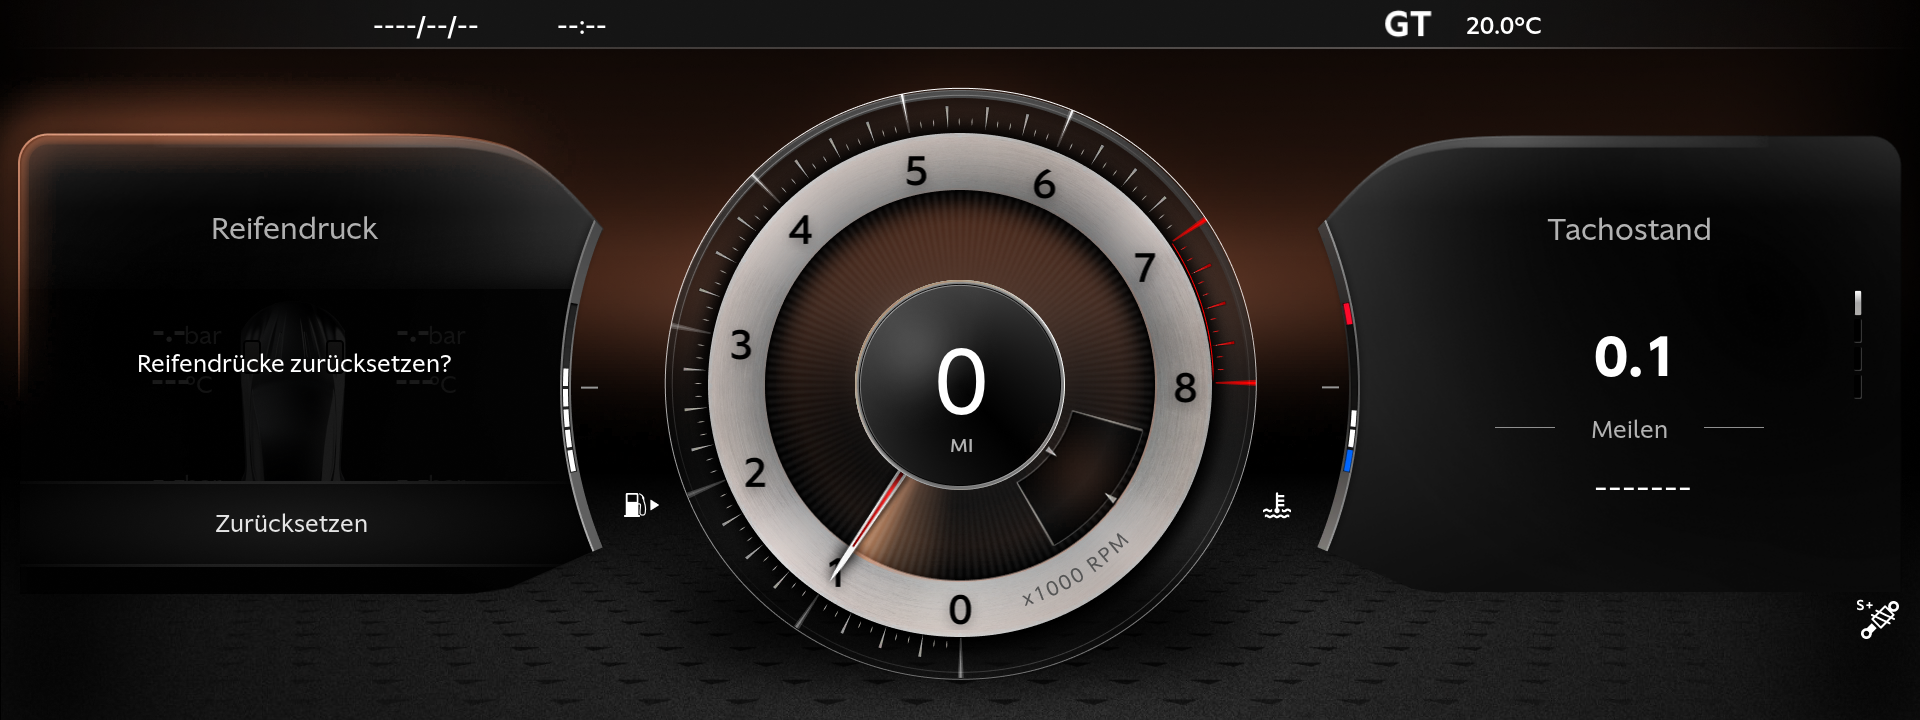 ----/--/--
--:--
GT
20.0°C
Reifendruck
-.-bar
-.-bar
Reifendrücke zurücksetzen?
---°C
---°C
Zurücksetzen
0
1
2
3
4
5
6
7
8
x1000 RPM
0
MI
Tachostand
0.1
Meilen
-------
S+